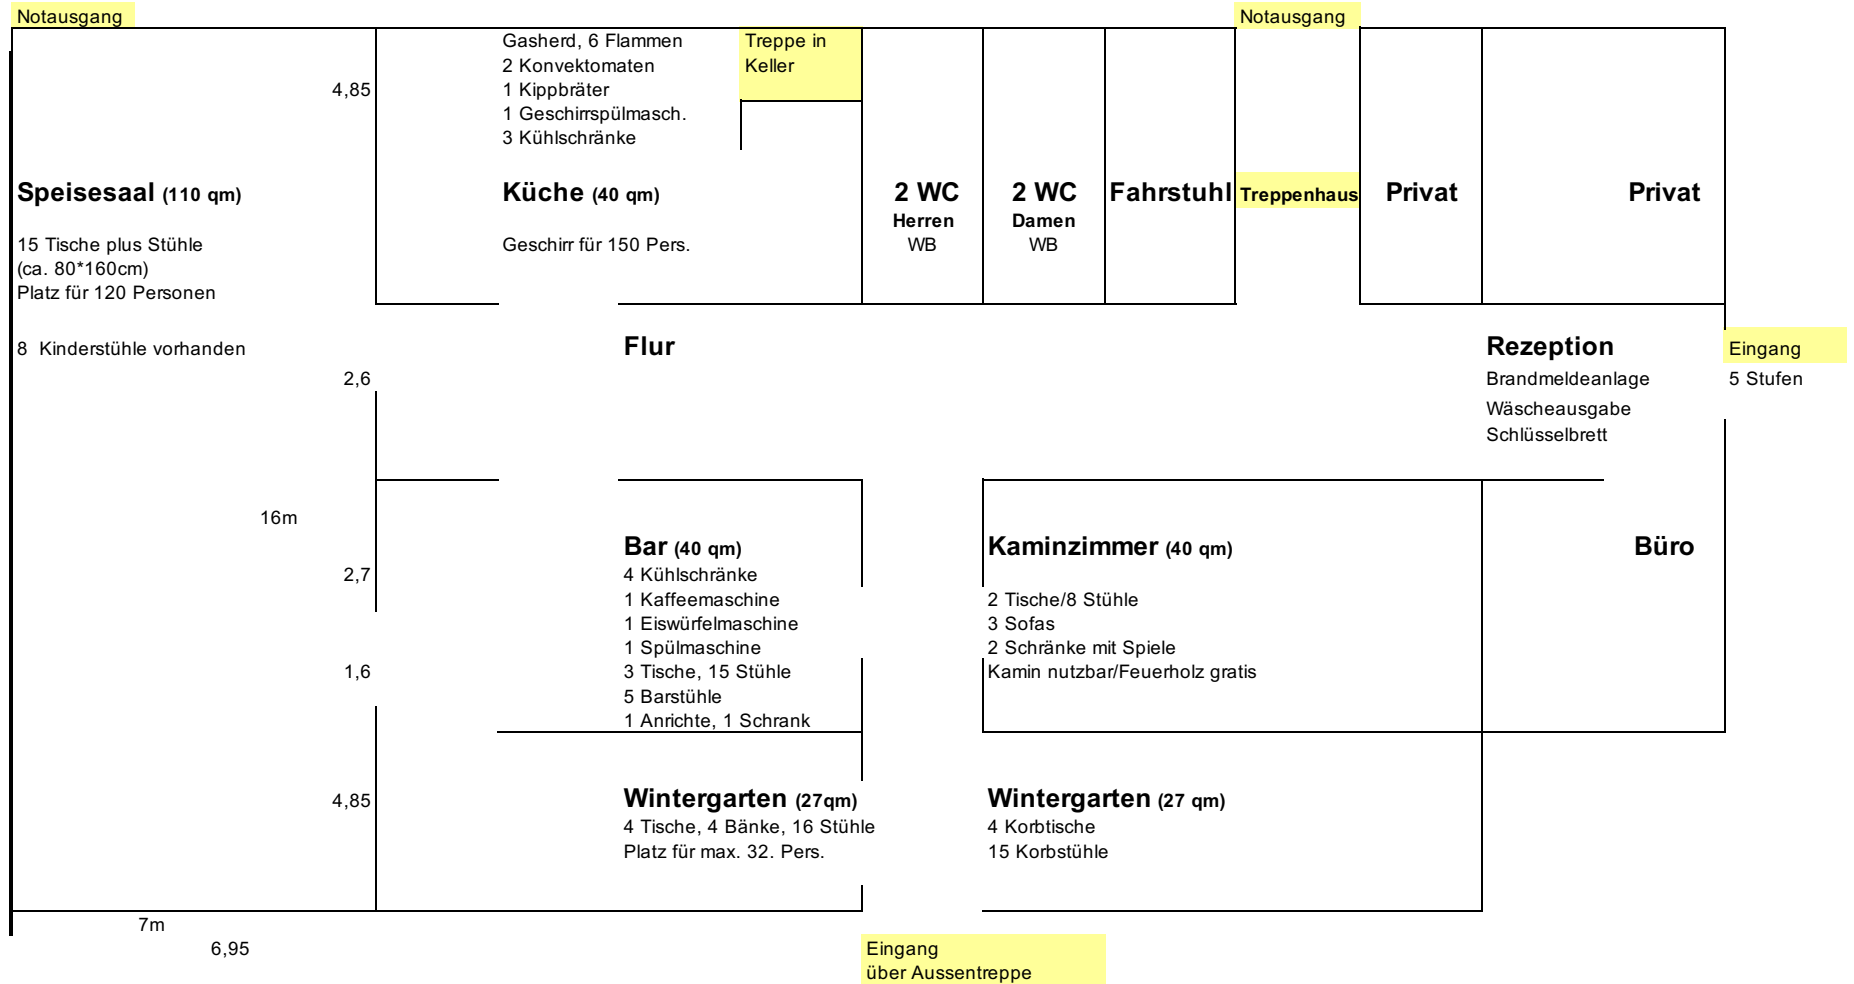 Notausgang
Notausgang
Gasherd, 6 Flammen
2 Konvektomaten
1 Kippbräter
1 Geschirrspülmasch.
3 Kühlschränke
Treppe in
Keller
4,85
Speisesaal (110 qm)
15 Tische plus Stühle
(ca. 80*160cm)
Platz für 120 Personen
8 Kinderstühle vorhanden
Küche (40 qm)
Geschirr für 150 Pers.
2 WC
Herren
WB
2 WC
Damen
WB
Fahrstuhl
Treppenhaus
Privat
Privat
Flur
Rezeption
Brandmeldeanlage
Wäscheausgabe
Schlüsselbrett
Eingang
5 Stufen
2,6
16m
2,7
1,6
4,85
Bar (40 qm)
4 Kühlschränke
1 Kaffeemaschine
1 Eiswürfelmaschine
1 Spülmaschine
3 Tische, 15 Stühle
5 Barstühle
1 Anrichte, 1 Schrank
Kaminzimmer (40 qm)
2 Tische/8 Stühle
3 Sofas
2 Schränke mit Spiele
Kamin nutzbar/Feuerholz gratis
Büro
Wintergarten (27qm)
4 Tische, 4 Bänke, 16 Stühle
Platz für max. 32. Pers.
Wintergarten (27 qm)
4 Korbtische
15 Korbstühle
7m
6,95
Eingang
über Aussentreppe